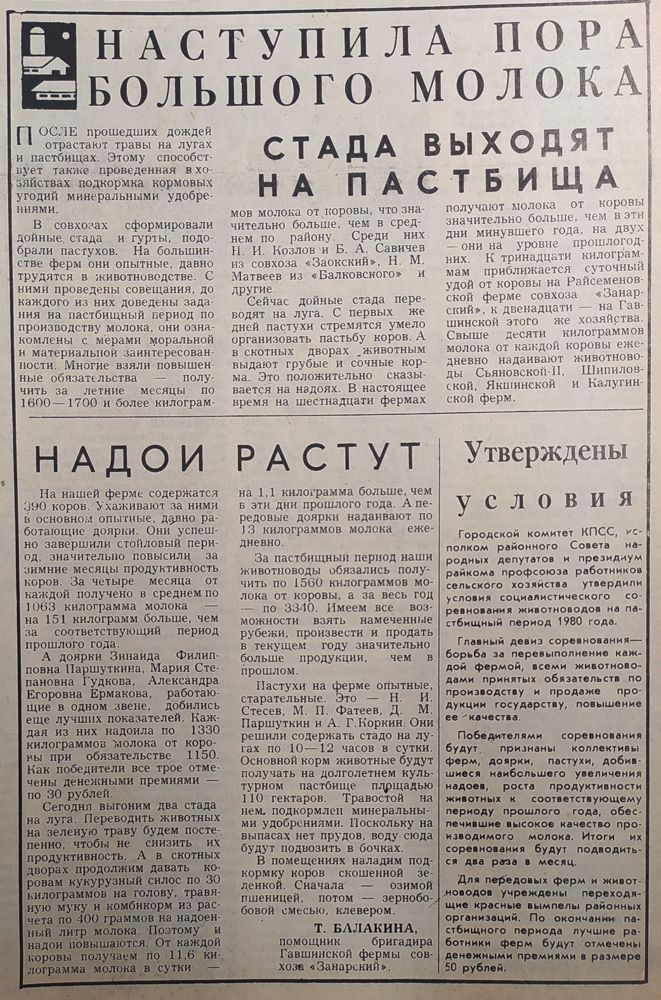 НАСТУПИЛА ПОРА
БОЛЬШОГО МОЛОКА
СТАДА ВЫХОДЯТ
НА ПАСТБИЩА
ПОСЛЕ прошедших дождей
отрастают травы на лугах
и пастбищах. Этому способст-
вует также проведенная в хо-
зяйствах подкормка кормовых
угодий минеральными удобре-
ниями.
В совхозах сформировали
дойные стада и гурты, подо-
брали пастухов. На большин-
стве ферм они опытные, давно
трудятся в животноводстве. С
ними проведены совещания, до
каждого из них доведены зада-
ния на пастбищный период по
производству молока, они озна-
комлены с мерами моральной
и материальной заинтересован-
ности. Многие взяли повышен-
ные обязательства — полу-
чить за летние месяцы по
1600—1700 и более килограм-
мов молока от коровы, что зна-
чительно больше, чем в сред-
нем по району. Среди них
Н. И. Козлов и Б. А. Савичев
из совхоза «Заокский», Н. М.
Матвеев из «Балковского» и
другие.
Сейчас дойные стада пере-
водят на луга. С первых же
дней пастухи стремятся умело
организовать пастьбу коров. А
в скотных дворах животным
выдают грубые и сочные кор-
ма. Это положительно сказы-
вается на надоях. В настоящее
время на шестнадцати фермах
получают молока от коровы
значительно больше, чем в эти
дни минувшего года, на двух
— они на уровне прошлогод-
них. К тринадцати килограм-
мам приближается суточный
удой от коровы на Райсеменов-
ской ферме совхоза «Занар-
ский», к двенадцати — на Гав-
шинской этого же хозяйства.
Свыше десяти килограммов
молока от каждой коровы еже-
дневно надаивают животново-
ды Сьяновской-II, Шипилов-
ской, Якшинской и Калугин-
ской ферм.
НАДОИ РАСТУТ
На нашей ферме содержатся
390 коров. Ухаживают за ними
в основном опытные, давно ра-
ботающие доярки. Они успеш-
но завершили стойловый пери-
од, значительно повысили за
зимние месяцы продуктивность
коров. За четыре месяца от
каждой получено в среднем по
1063 килограмма молока —
на 151 килограмм больше, чем
за соответствующий период
прошлого года.
А доярки Зинаида Филип-
повна Паршуткина, Мария Сте-
пановна Гудкова, Александра
Егоровна Ермакова, работаю-
щие в одном звене, добились
еще лучших показателей. Каж-
дая из них надоила по 1330
килограммов молока от коро-
вы при обязательстве 1150.
Как победители все трое отме-
чены денежными премиями —
по 30 рублей.
Сегодня выгоним два стада
на луга. Переводить животных
на зеленую траву будем посте-
пенно, чтобы не снизить их
продуктивность. А в скотных
дворах продолжим давать ко-
ровам кукурузный силос по 30
килограммов на голову, травя-
ную муку и комбикорм из рас-
чета по 400 граммов на надоен-
ный литр молока. Поэтому и
надои повышаются. От каждой
коровы получаем по 11,6 ки-
лограмма молока в сутки —
на 1,1 килограмма больше, чем
в эти дни прошлого года. А пе-
редовые доярки надаивают по
13 килограммов молока еже-
дневно.
За пастбищный период наши
животноводы обязались полу-
чить по 1560 килограммов мо-
лока от коровы, а за весь год
— по 3340. Имеем все воз-
можности взять намеченные
рубежи, произвести и продать
в текущем году значительно
больше продукции, чем в
прошлом.
Пастухи на ферме опытные,
старательные. Это — Н. И.
Стесев, М. П. Фатеев, Д. М.
Паршуткин и А. Г. Коркин. Они
решили содержать стадо на лу-
гах по 10—12 часов в сутки.
Основной корм животные будут
получать на долголетнем куль-
турном пастбище площадью
110 гектаров. Травостой на
нем подкормлен минеральны-
ми удобрениями. Поскольку на
выпасах нет прудов, воду сюда
будут подвозить в бочках.
В помещениях наладим под-
кормку коров скошенной зе-
ленкой. Сначала — озимой
пшеницей, потом — зернобо-
бовой смесью, клевером.
Т. БАЛАКИНА,
помощник бригадира
Гавшинской фермы сов-
хоза «Занарский».
Утверждены
условия
Городской комитет КПСС, ис-
полком районного Совета на-
родных депутатов и президиум
райкома профсоюза работников
сельского хозяйства утвердили
условия социалистического со-
ревнования животноводов на па-
стбищный период 1980 года.
Главный девиз соревнования—
борьба за перевыполнение каж-
дой фермой, всеми животново-
дами принятых обязательств по
производству и продаже про-
дукции государству, повышение
ее качества.
Победителями соревнования
будут признаны коллективы
ферм, доярки, пастухи, добив-
шиеся наибольшего увеличения
надоев, роста продуктивности
животных к соответствующему
периоду прошлого года, обес-
печившие высокое качество про-
изводимого молока. Итоги их
соревнования будут подводить-
ся два раза в месяц.
Для передовых ферм и живот-
новодов учреждены переходя-
щие красные вымпелы районных
организаций. По окончании па-
стбищного периода лучшие ра-
ботники ферм будут отмечены
денежными премиями в размере
50 рублей.